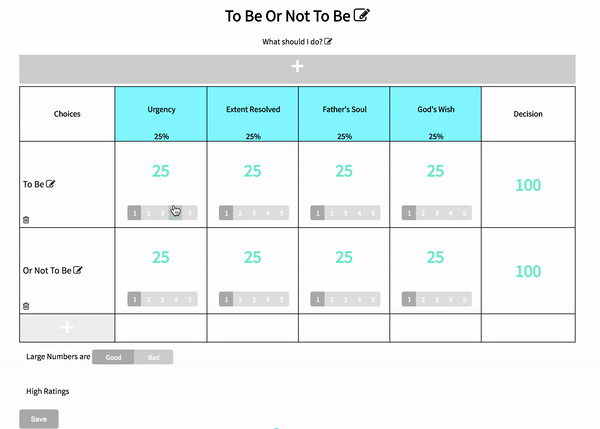 To Be Or Not To Be
What should I do?
+
Choices Urgency Extent Resolved Father's Soul God's Wish Decision
25% 25% 25% 25%
25 25 25 25
To Be 100
1 2 3 5 1 2 3 4 5 1 2 3 4 5 1 2 3 4 5
25 25 25 25
Or Not To Be 100
1 2 3 4 5 1 2 3 4 5 1 2 3 4 5 1 2 3 4 5
+
Large Numbers are Good Bad
High Ratings
Save